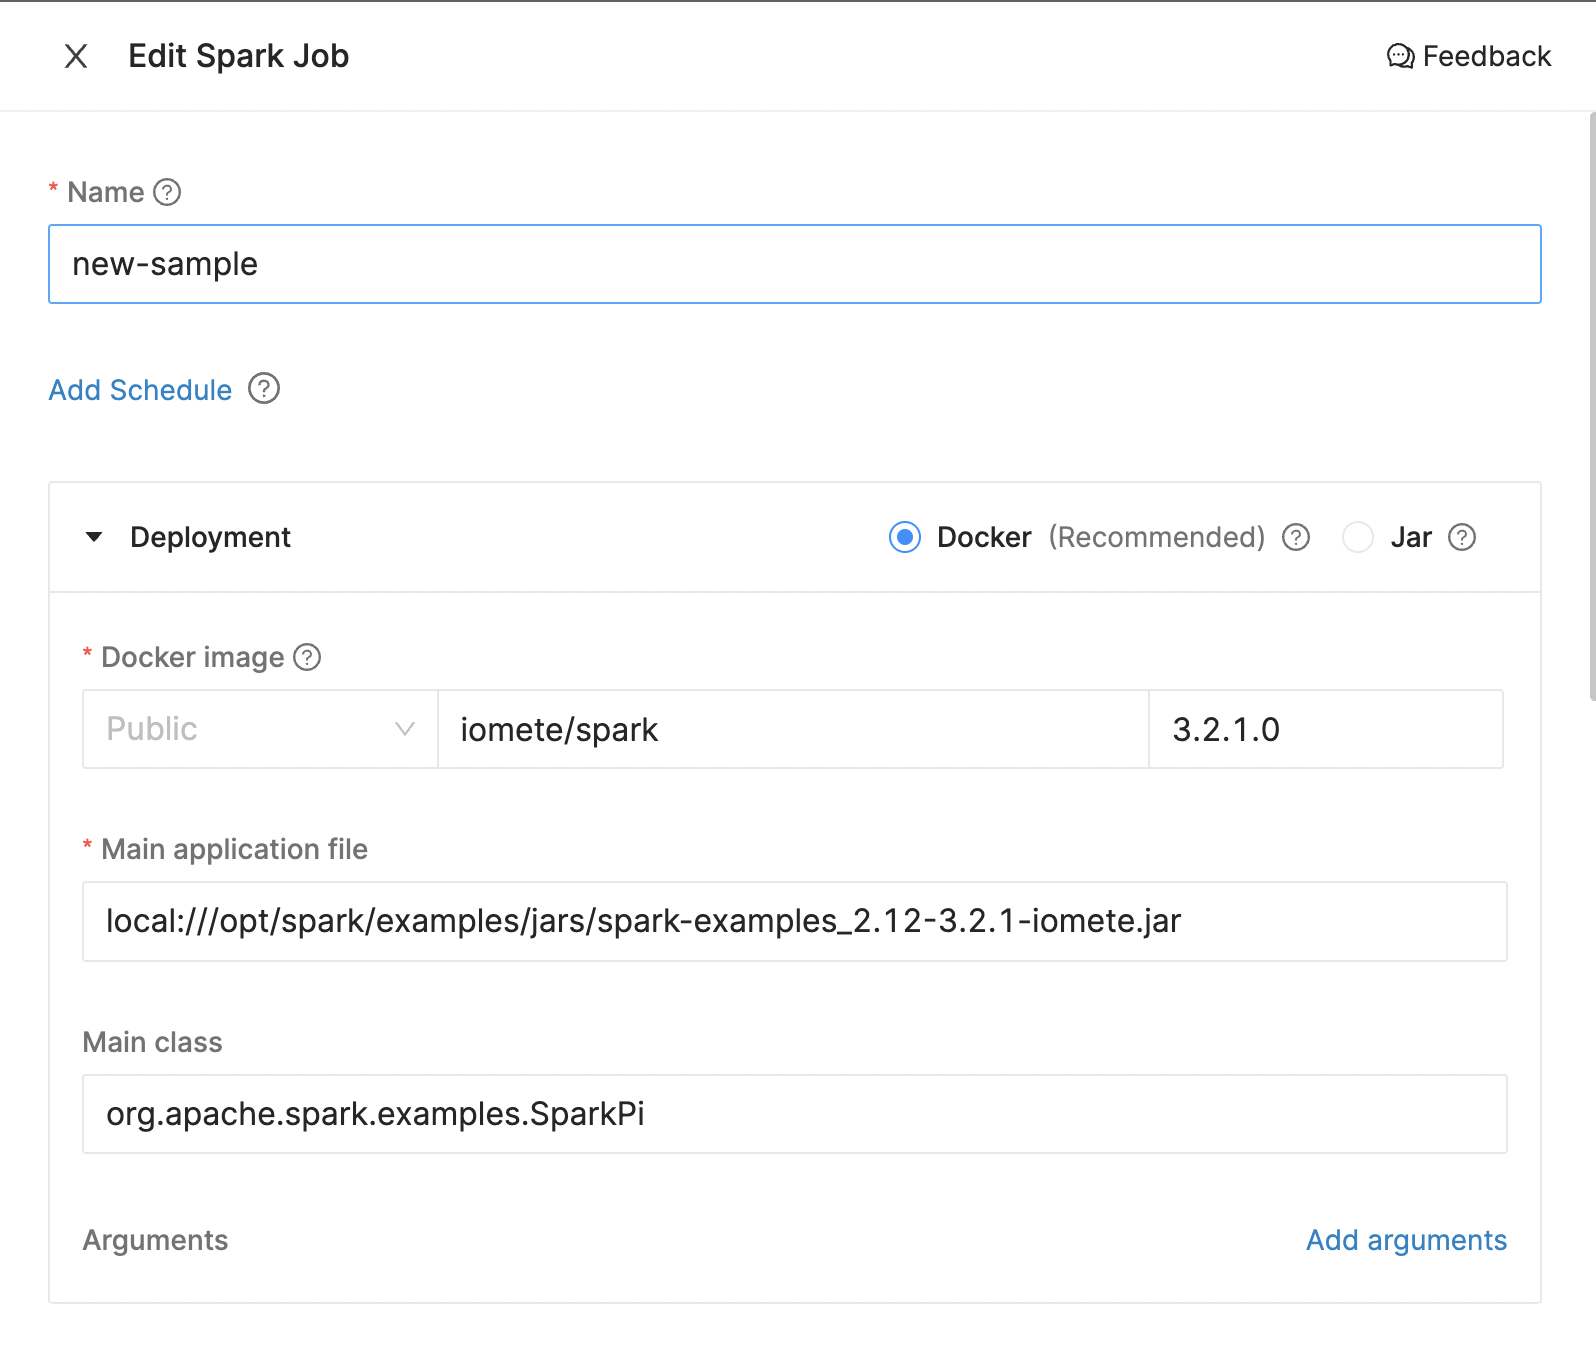 Edit Spark Job
Feedback
* Name
new-sample
Add Schedule
Deployment
Docker (Recommended)
Jar
* Docker image
Public
iomete/spark
3.2.1.0
* Main application file
local:///opt/spark/examples/jars/spark-examples_2.12-3.2.1-iomete.jar
Main class
org.apache.spark.examples.SparkPi
Arguments
Add arguments